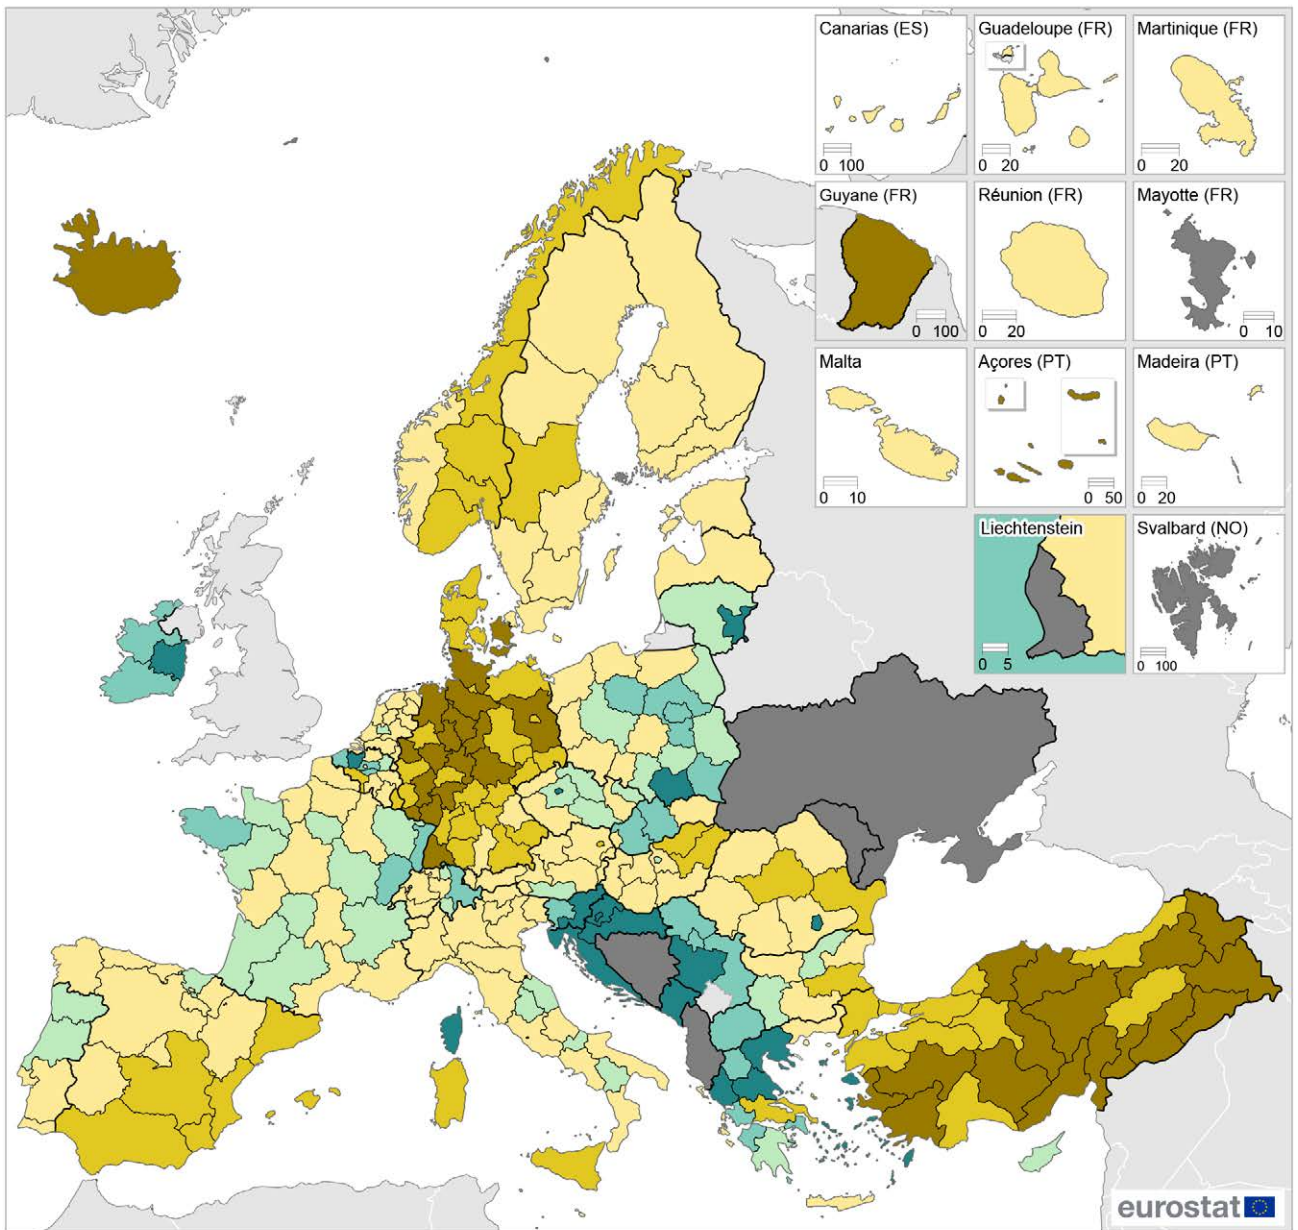 Canarias (ES)
0 100
Guadeloupe (FR)
0 20
Martinique (FR)
0 20
Guyane (FR)
0 100
Réunion (FR)
0 20
Mayotte (FR)
0 10
Malta
0 10
Açores (PT)
0 50
Madeira (PT)
0 20
Liechtenstein
0 5
Svalbard (NO)
0 100
eurostat